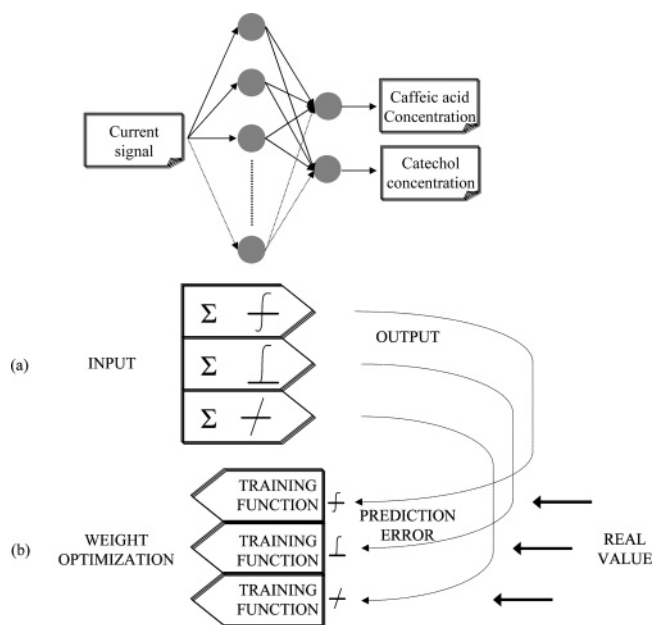 Current
signal
Caffeic acid
Concentration
Catechol
concentration
(a)
INPUT
Σ
Σ
Σ
OUTPUT
(b)
WEIGHT
OPTIMIZATION
TRAINING
FUNCTION
TRAINING
FUNCTION
TRAINING
FUNCTION
PREDICTION
ERROR
REAL
VALUE